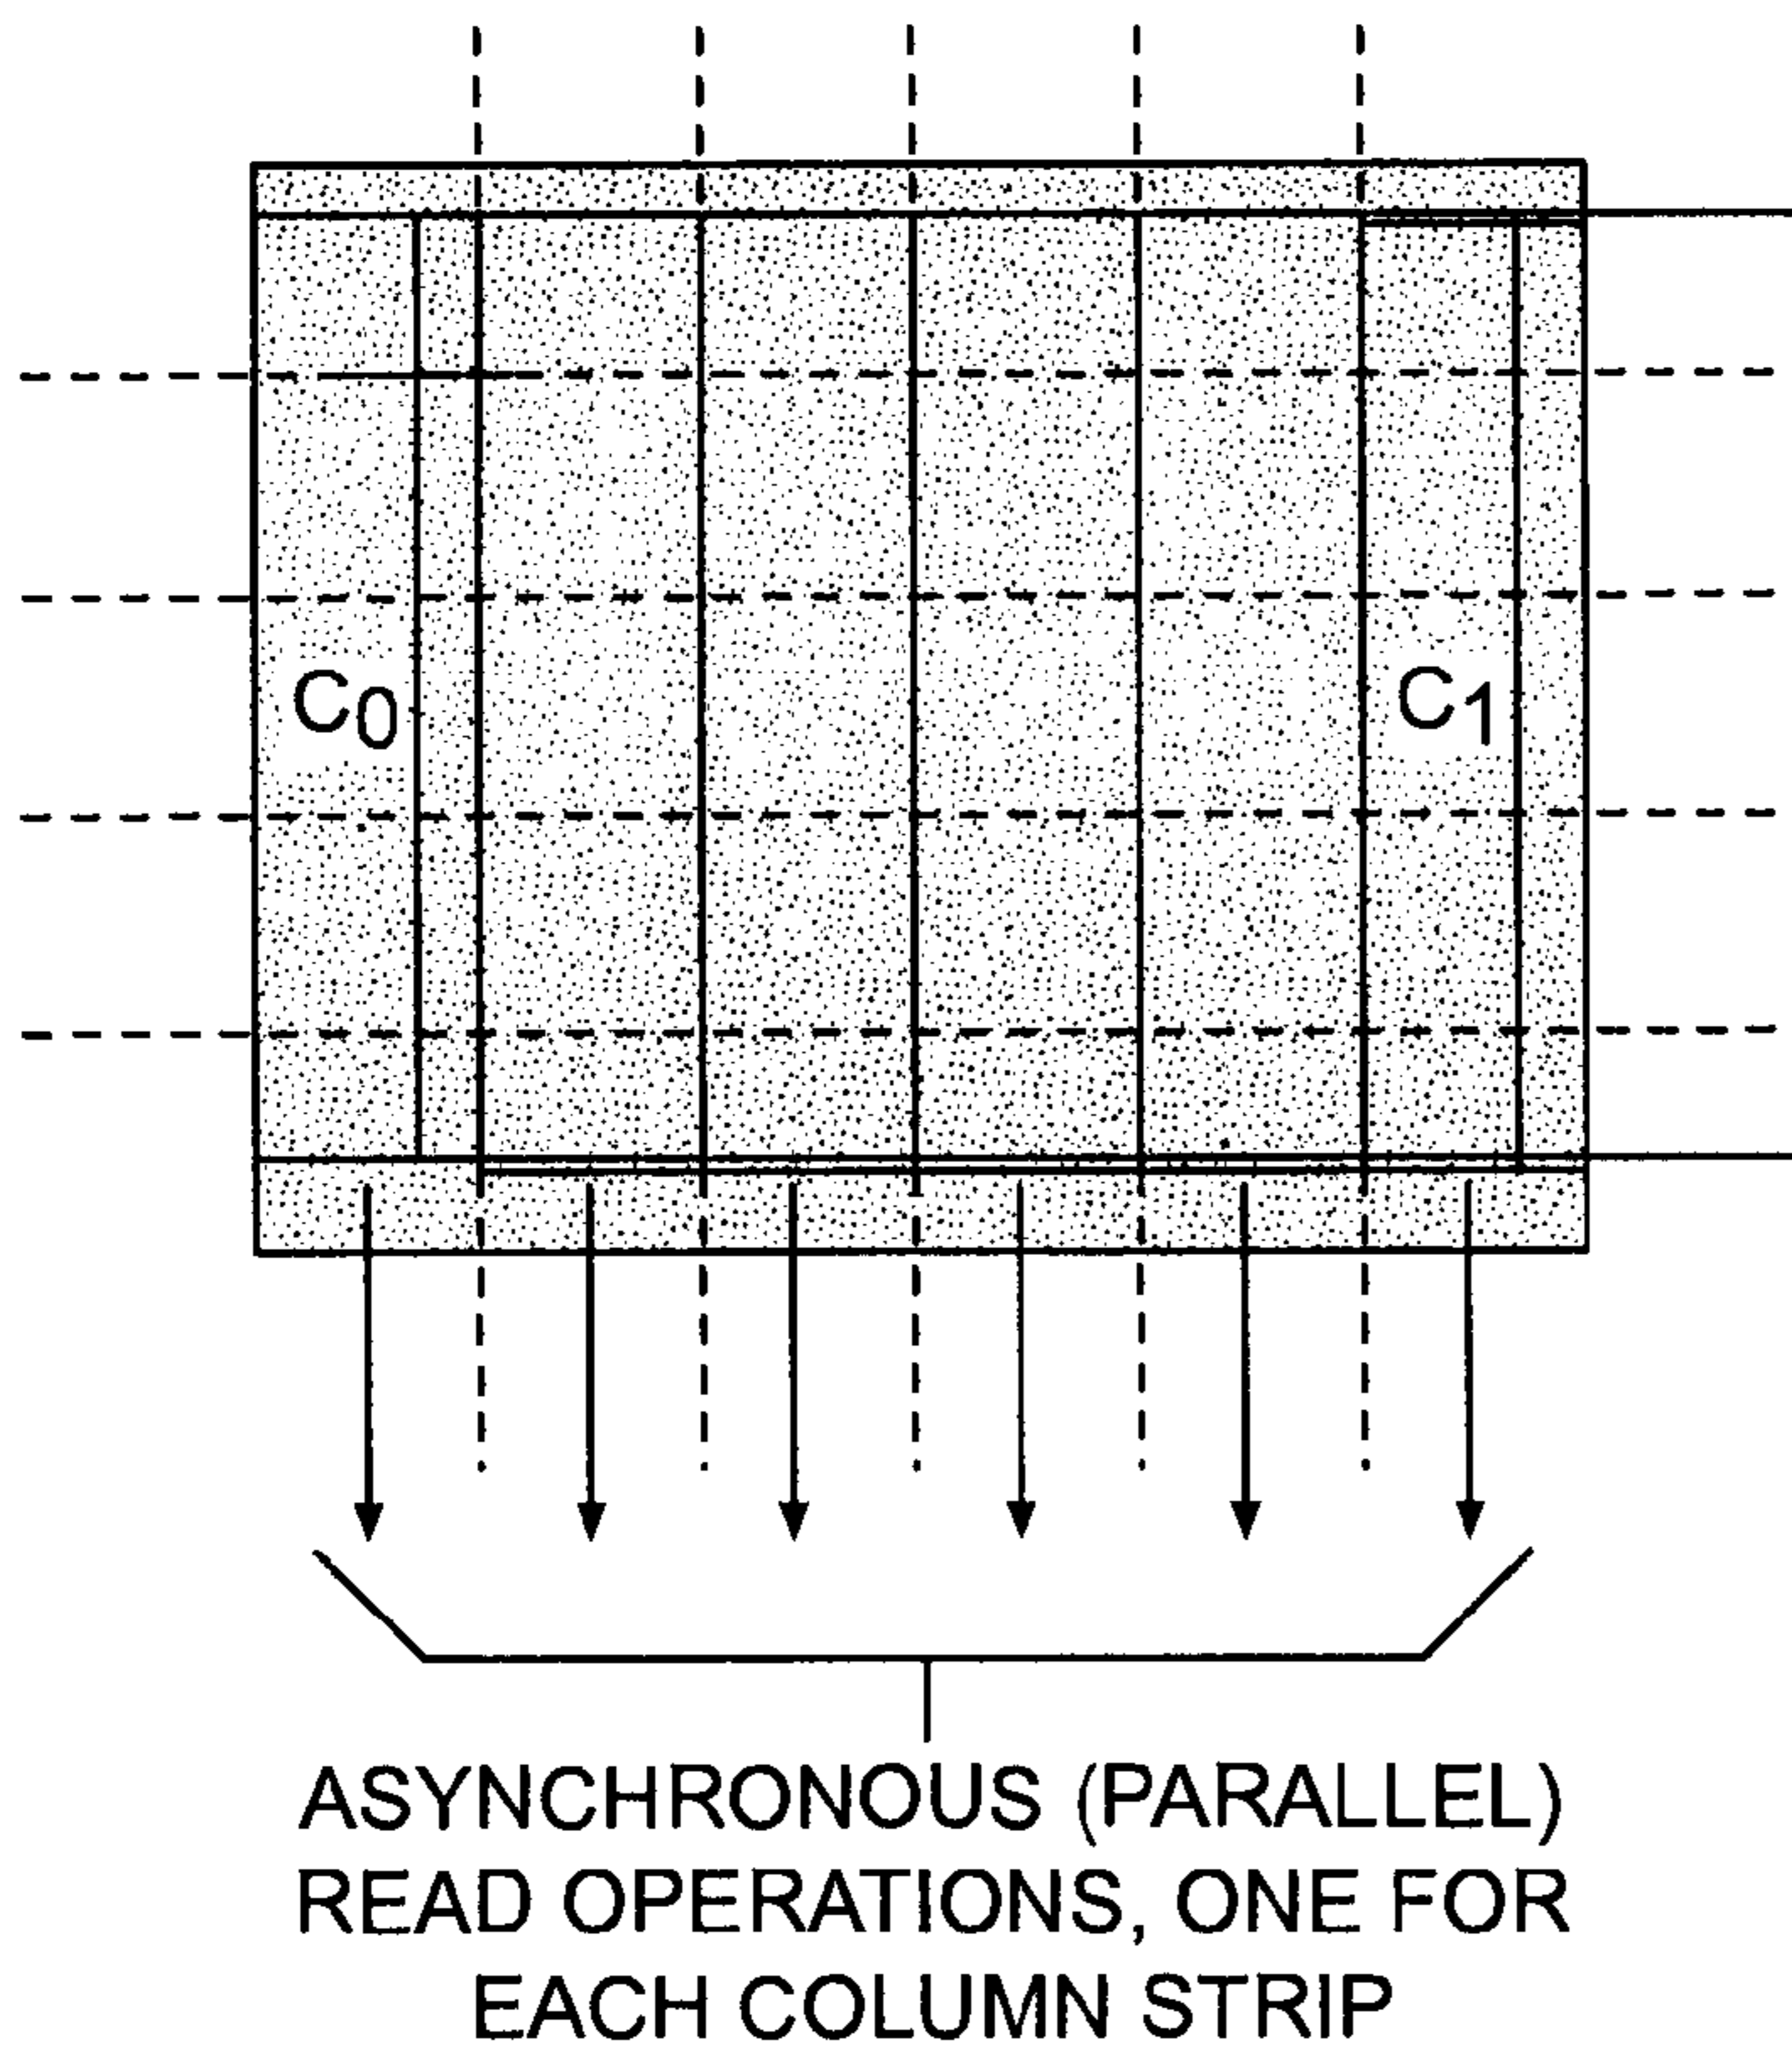 C0
C1
ASYNCHRONOUS (PARALLEL)
READ OPERATIONS, ONE FOR
EACH COLUMN STRIP